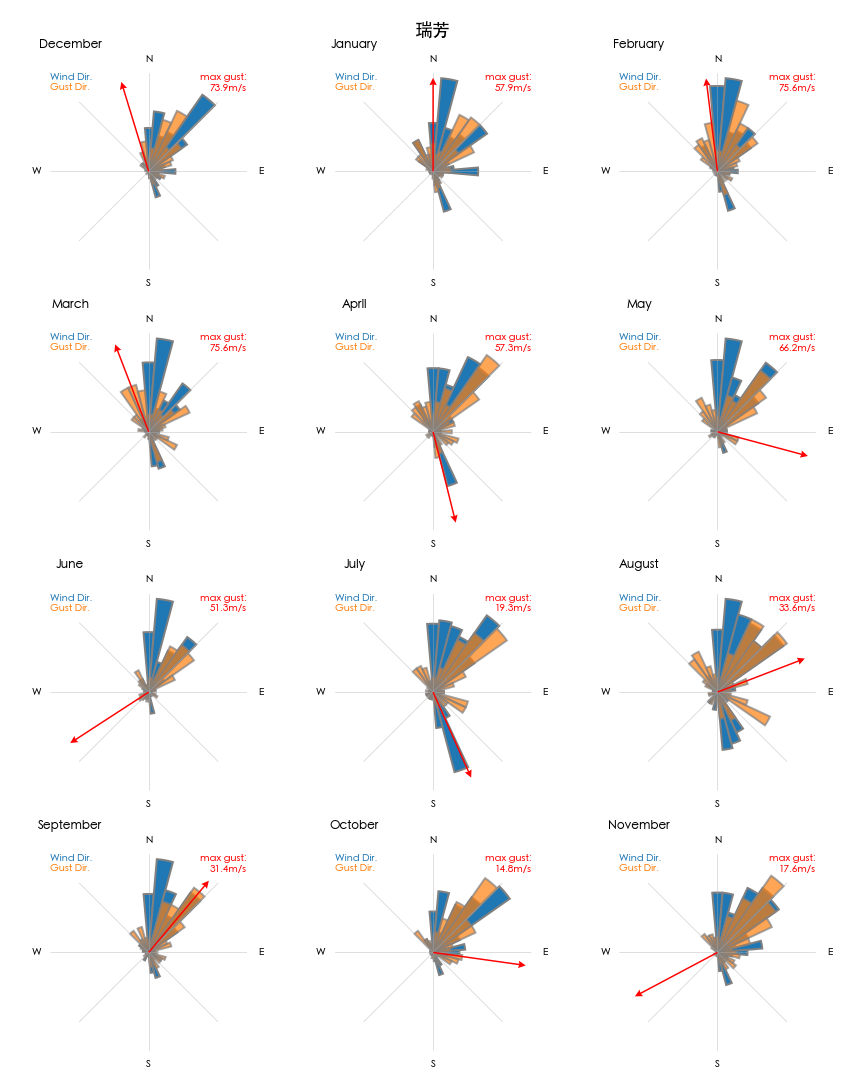 瑞芳
December
N
Wind Dir.
Gust Dir.
max gust:
73.9m/s
W
E
S
January
N
Wind Dir.
Gust Dir.
max gust:
57.9m/s
W
E
S
February
N
Wind Dir.
Gust Dir.
max gust:
75.6m/s
W
E
S
March
N
Wind Dir.
Gust Dir.
max gust:
75.6m/s
W
E
S
April
N
Wind Dir.
Gust Dir.
max gust:
57.3m/s
W
E
S
May
N
Wind Dir.
Gust Dir.
max gust:
66.2m/s
W
E
S
June
N
Wind Dir.
Gust Dir.
max gust:
51.3m/s
W
E
S
July
N
Wind Dir.
Gust Dir.
max gust:
19.3m/s
W
E
S
August
N
Wind Dir.
Gust Dir.
max gust:
33.6m/s
W
E
S
September
N
Wind Dir.
Gust Dir.
max gust:
31.4m/s
W
E
S
October
N
Wind Dir.
Gust Dir.
max gust:
14.8m/s
W
E
S
November
N
Wind Dir.
Gust Dir.
max gust:
17.6m/s
W
E
S